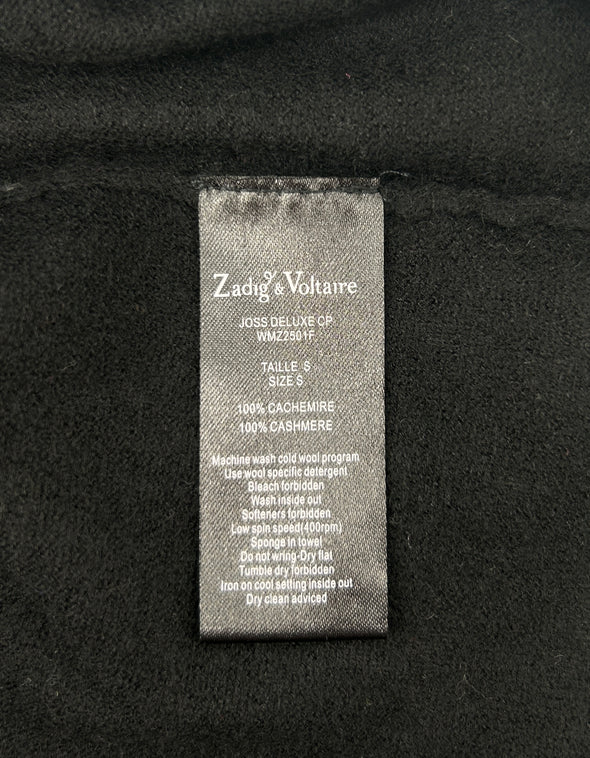 Zadig & Voltaire
JOSS DELUXE CP
WMZ2501F
TAILLE S
SIZE S
100% CACHEMIRE
100% CASHMERE
Machine wash cold wool program
Use wool specific detergent
Bleach forbidden
Wash inside out
Softeners forbidden
Low spin speed(400rpm)
Sponge in towel
Do not wring-Dry flat
Tumble dry forbidden
Iron on cool setting inside out
Dry clean adviced